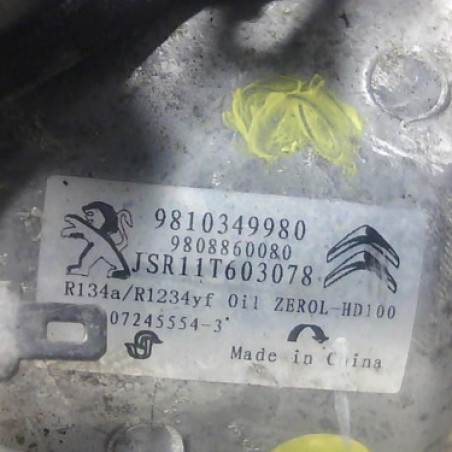 9810349980
9808860080
JSR11T603078
R134a/R1234yf Oil ZEROL-HD100
07245554-3
Made in China